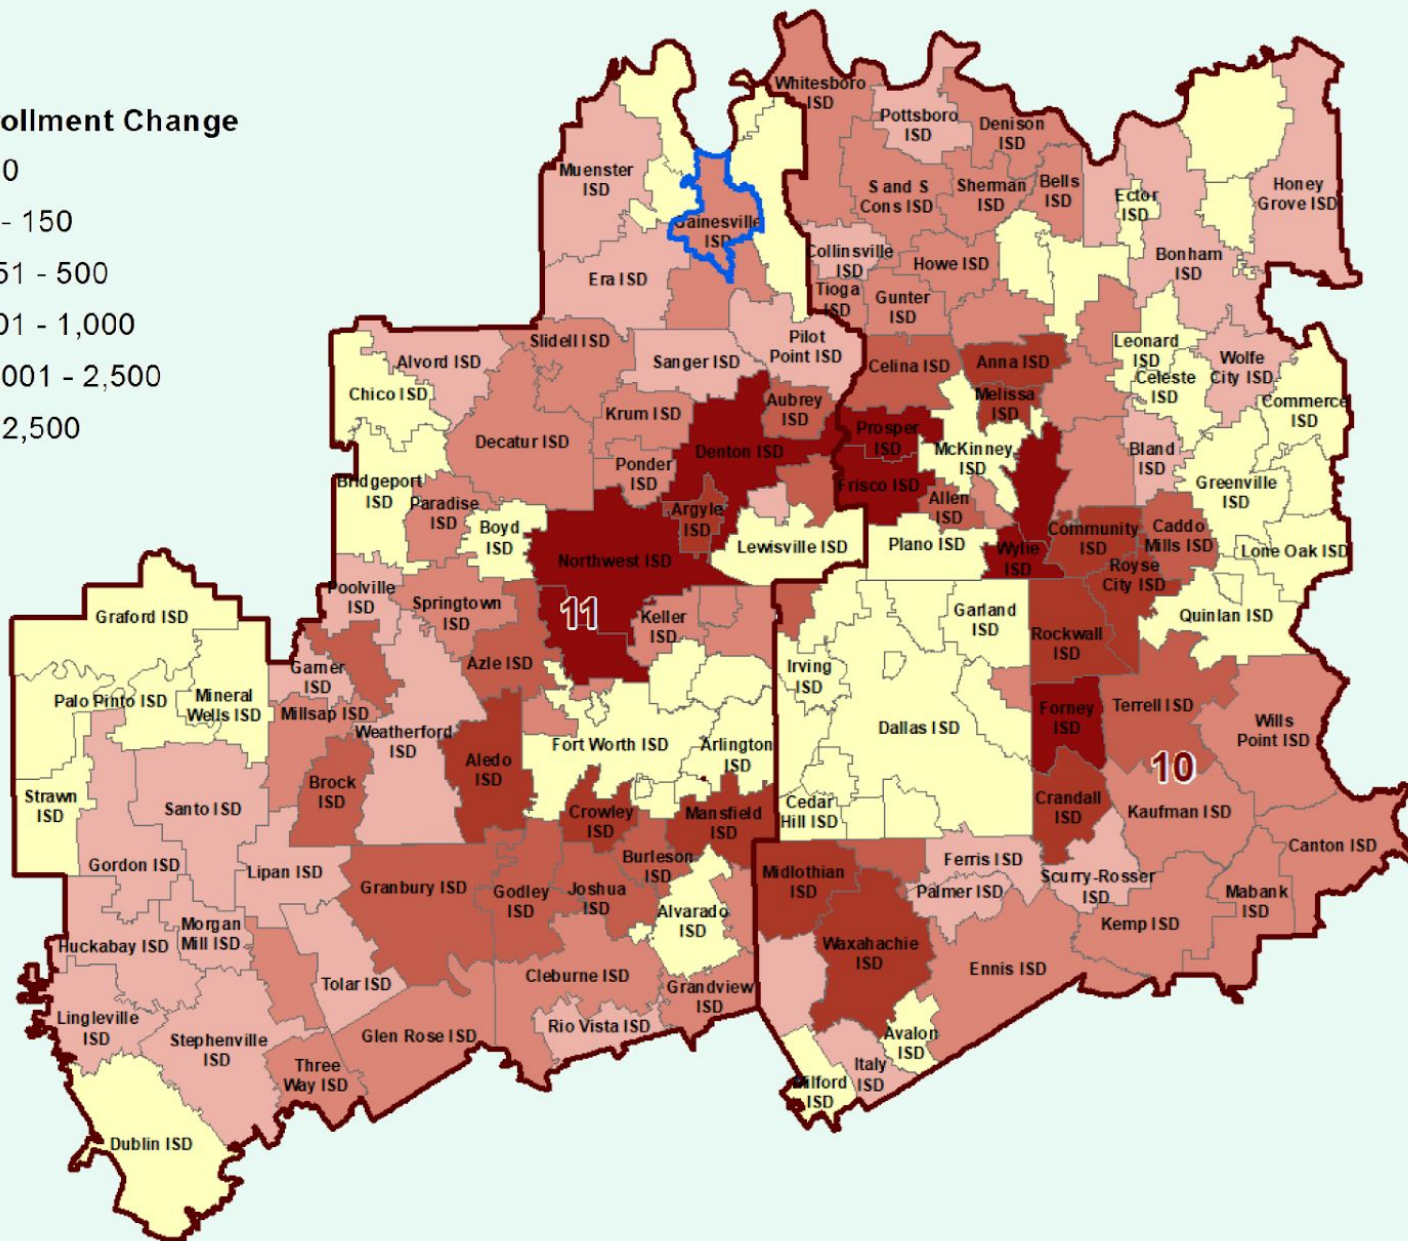 ollment Change
0
- 150
51 - 500
01 - 1,000
001 - 2,500
2,500
Whitesboro
ISD
Pottsboro
ISD
Denison
ISD
Muenster
ISD
S and S
Cons ISD
Sherman
ISD
Bells
ISD
Ector
ISD
Honey
Grove ISD
Gainesville
ISD
Collinsville
ISD
Howe ISD
Bonham
ISD
Era ISD
Tioga
ISD
Gunter
ISD
Slidell ISD
Pilot
Point ISD
Alvord ISD
Sanger ISD
Celina ISD
Anna ISD
Leonard
ISD
Wolfe
City ISD
Celeste
ISD
Chico ISD
Krum ISD
Aubrey
ISD
Melissa
ISD
Commerce
ISD
Decatur ISD
Denton ISD
Prosper
ISD
McKinney
ISD
Bland
ISD
Ponder
ISD
Bridgeport
ISD
Paradise
ISD
Frisco ISD
Allen
ISD
Greenville
ISD
Argyle
ISD
Boyd
ISD
Lewisville ISD
Plano ISD
Wylie
ISD
Community
ISD
Caddo
Mills ISD
Lone Oak ISD
Northwest ISD
Royse
City ISD
Poolville
ISD
Springtown
ISD
11
Keller
ISD
Garland
ISD
Quinlan ISD
Graford ISD
Rockwall
ISD
Garner
ISD
Azle ISD
Irving
ISD
Palo Pinto ISD
Mineral
Wells ISD
Millsap ISD
Weatherford
ISD
Fort Worth ISD
Arlington
ISD
Dallas ISD
Forney
ISD
Terrell ISD
Wills
Point ISD
10
Aledo
ISD
Brock
ISD
Strawn
ISD
Santo ISD
Crowley
ISD
Mansfield
ISD
Cedar
Hill ISD
Crandall
ISD
Kaufman ISD
Canton ISD
Gordon ISD
Lipan ISD
Granbury ISD
Godley
ISD
Joshua
ISD
Burleson
ISD
Midlothian
ISD
Ferris ISD
Palmer ISD
Scurry-Rosser
ISD
Mabank
ISD
Alvarado
ISD
Kemp ISD
Huckabay ISD
Morgan
Mill ISD
Waxahachie
ISD
Ennis ISD
Tolar ISD
Cleburne ISD
Grandview
ISD
Lingleville
ISD
Stephenville
ISD
Glen Rose ISD
Rio Vista ISD
Avalon
ISD
Three
Way ISD
Italy
ISD
Milford
ISD
Dublin ISD